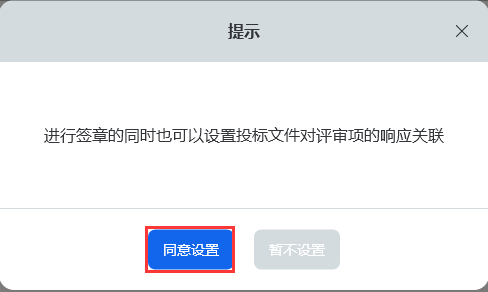 提示
进行签章的同时也可以设置投标文件对评审项的响应关联
同意设置
暂不设置